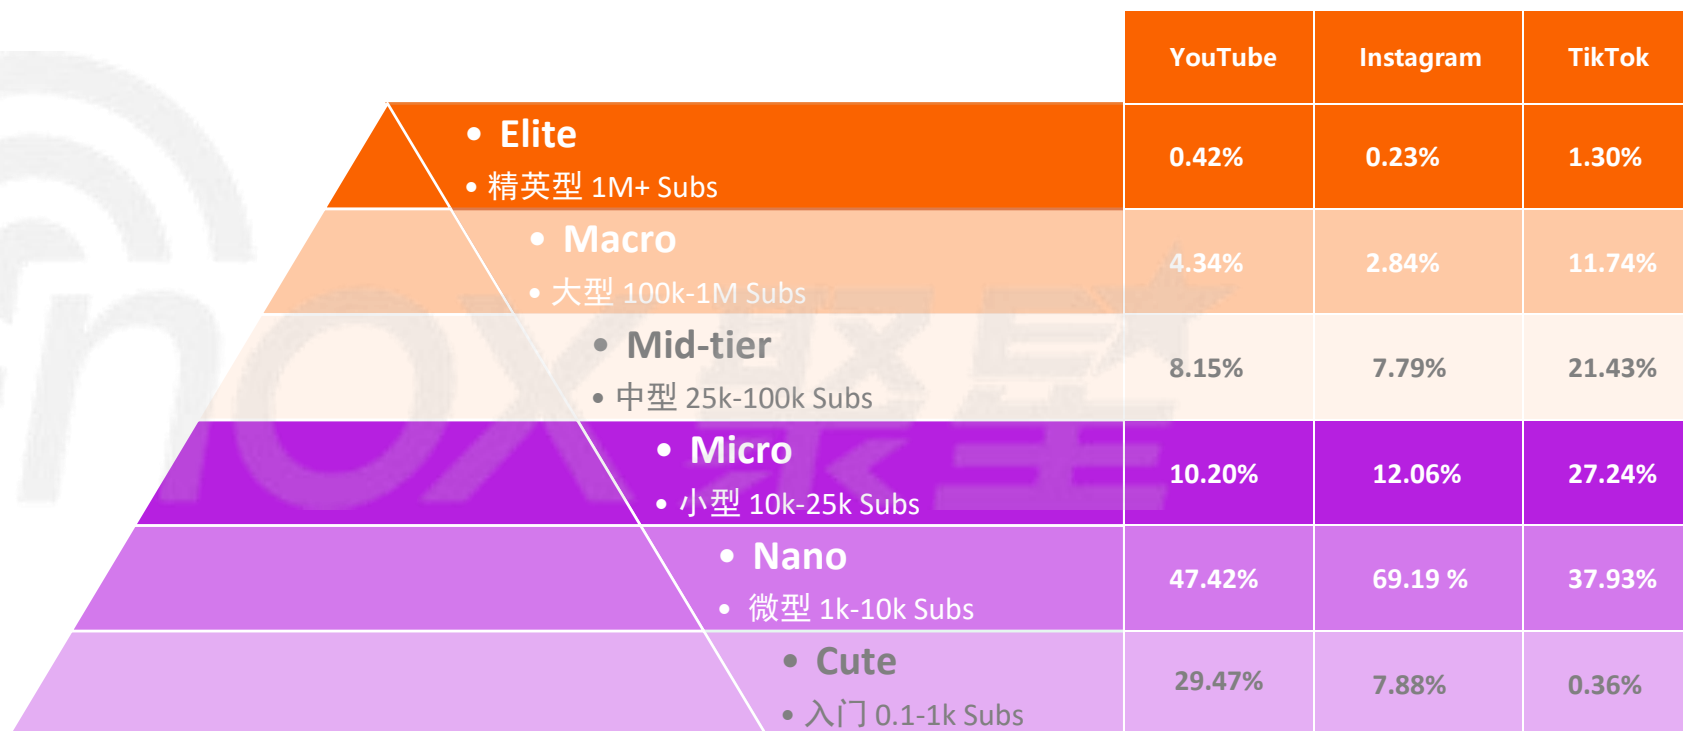 YouTube Instagram TikTok
• Elite
• 精英型 1M+ Subs
0.42% 0.23% 1.30%
• Macro
• 大型 100k-1M Subs
4.34% 2.84% 11.74%
• Mid-tier
• 中型 25k-100k Subs
8.15% 7.79% 21.43%
• Micro
• 小型 10k-25k Subs
10.20% 12.06% 27.24%
• Nano
• 微型 1k-10k Subs
47.42% 69.19 % 37.93%
• Cute
• 入门 0.1-1k Subs
29.47% 7.88% 0.36%
nox 聚星